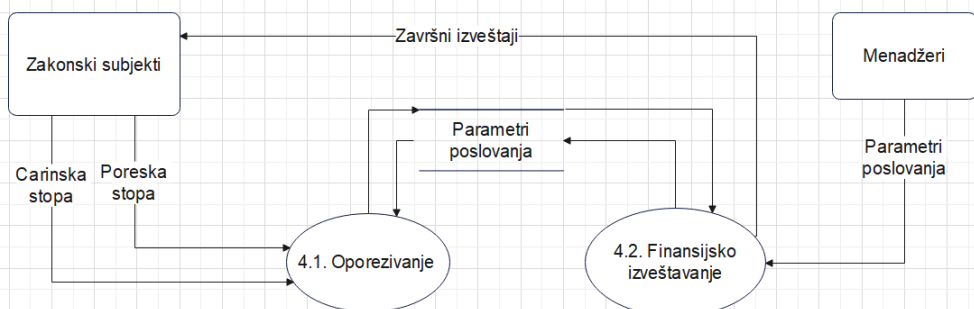 Završni izveštaji
Zakonski subjekti
Menadžeri
Parametri
poslovanja
Parametri
poslovanja
Carinska
stopa
Poreska
stopa
4.1. Oporezivanje
4.2. Finansijsko
izveštavanje